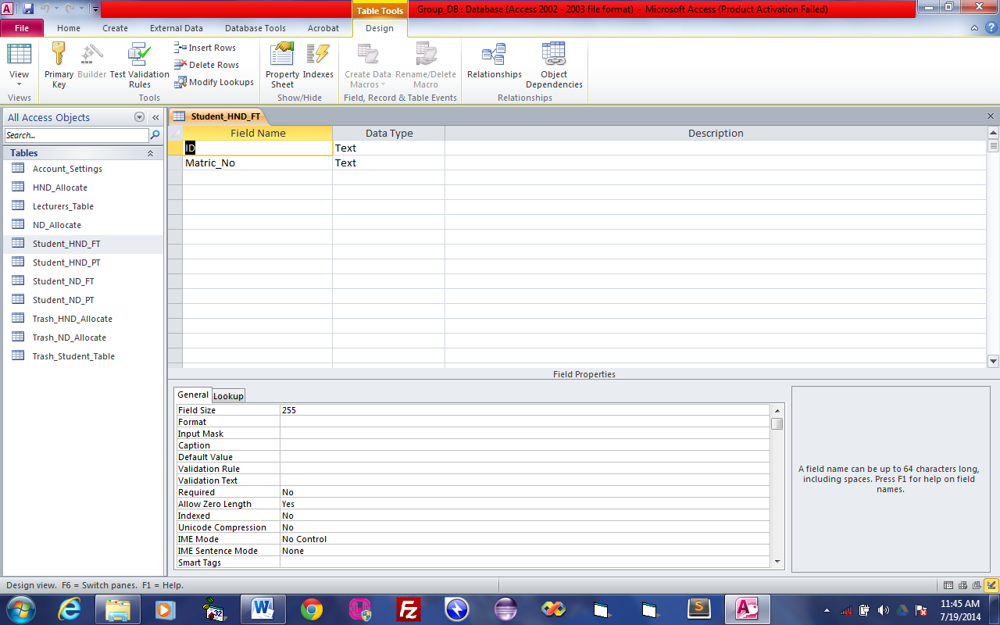 Table Tools
Group_DB : Database (Access 2002 - 2003 file format) - Microsoft Access (Product Activation Failed)
File Home Create External Data Database Tools Acrobat Design
View
Primary Key
Builder
Test Validation Rules
Insert Rows
Delete Rows
Modify Lookups
Property Sheet
Indexes
Create Data Macros
Rename/Delete Macro
Relationships
Object Dependencies
Views Tools Show/Hide Field, Record & Table Events Relationships
All Access Objects
Search...
Tables
Account_Settings
HND_Allocate
Lecturers_Table
ND_Allocate
Student_HND_FT
Student_HND_PT
Student_ND_FT
Student_ND_PT
Trash_HND_Allocate
Trash_ND_Allocate
Trash_Student_Table
Student_HND_FT
Field Name Data Type Description
ID Text
Matric_No Text
Field Properties
General Lookup
Field Size 255
Format
Input Mask
Caption
Default Value
Validation Rule
Validation Text
Required No
Allow Zero Length Yes
Indexed No
Unicode Compression No
IME Mode No Control
IME Sentence Mode None
Smart Tags
A field name can be up to 64 characters long,
including spaces. Press F1 for help on field
names.
Design view. F6 = Switch panes. F1 = Help.
11:45 AM
7/19/2014